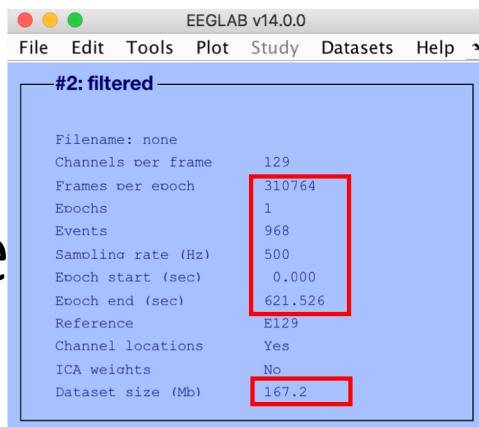 EEGLAB v14.0.0
File Edit Tools Plot Study Datasets Help
#2: filtered
Filename: none
Channels per frame 129
Frames per epoch 310764
Epochs 1
Events 968
Sampling rate (Hz) 500
Epoch start (sec) 0.000
Epoch end (sec) 621.526
Reference E129
Channel locations Yes
ICA weights No
Dataset size (Mb) 167.2
e